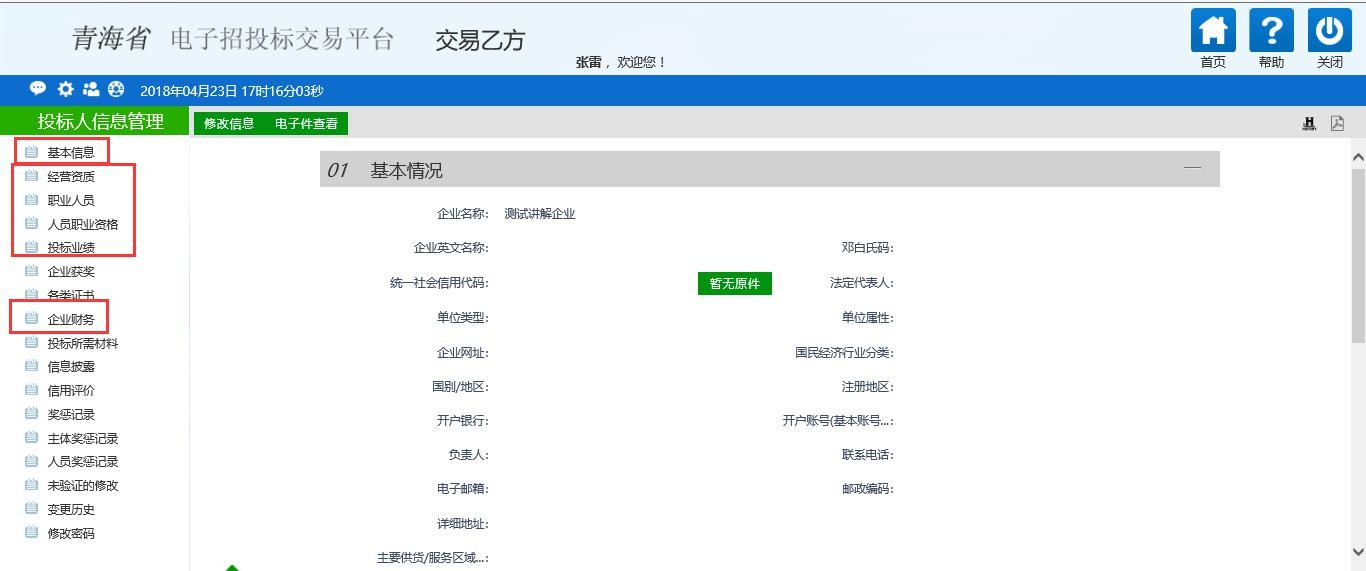 青海省 电子招投标交易平台 交易乙方
张雷，欢迎您！
首页 帮助 关闭
2018年04月23日 17时16分03秒
投标人信息管理
修改信息 电子件查看
基本信息
经营资质
职业人员
人员职业资格
投标业绩
企业获奖
各类证书
企业财务
投标所需材料
信息披露
信用评价
奖惩记录
主体奖惩记录
人员奖惩记录
未验证的修改
变更历史
修改密码
01 基本情况
企业名称: 测试讲解企业
企业英文名称: 邓白氏码:
统一社会信用代码: 暂无原件 法定代表人:
单位类型: 单位属性:
企业网址: 国民经济行业分类:
国别/地区: 注册地区:
开户银行: 开户账号(基本账号...:
负责人: 联系电话:
电子邮箱: 邮政编码:
详细地址:
主要供货/服务区域...: